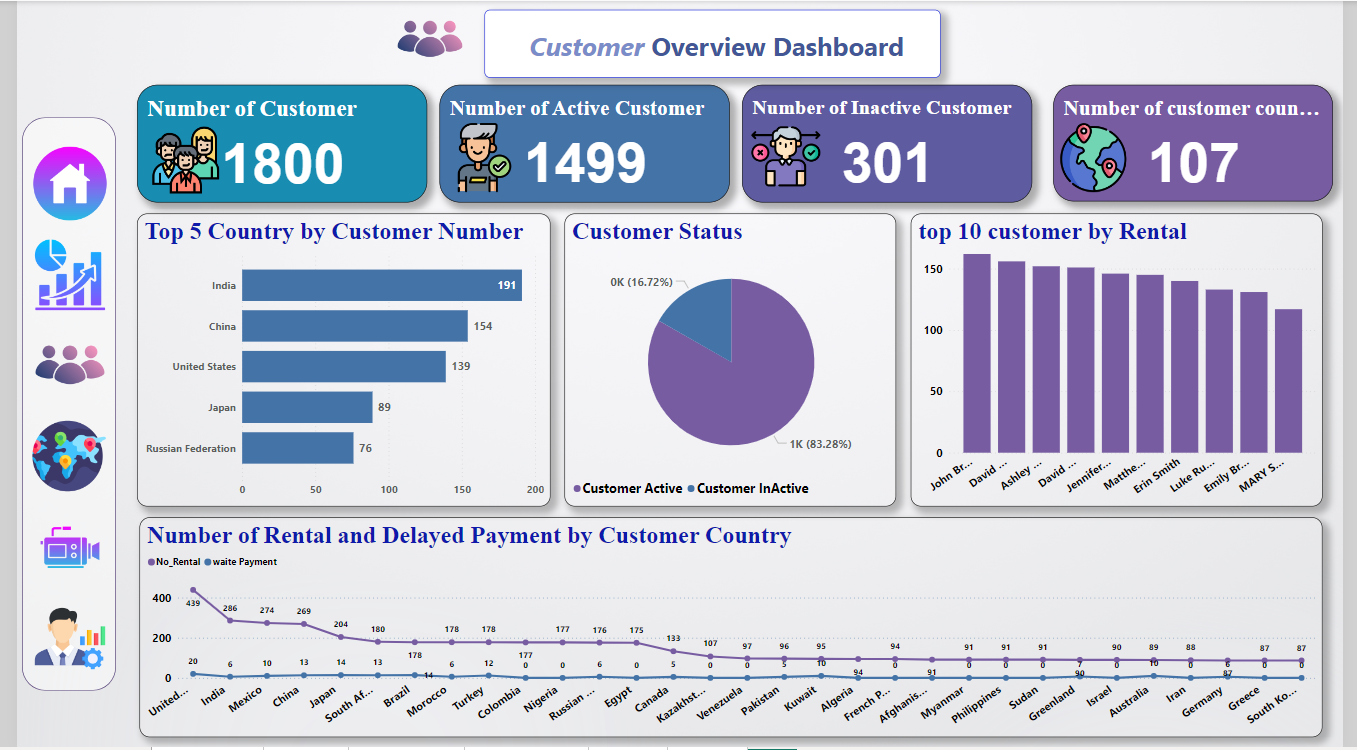 Customer Overview Dashboard
Number of Customer
1800
Number of Active Customer
1499
Number of Inactive Customer
301
Number of customer coun...
107
Top 5 Country by Customer Number
India 191
China 154
United States 139
Japan 89
Russian Federation 76
0 50 100 150 200
Customer Status
0K (16.72%)
1K (83.28%)
Customer Active Customer InActive
top 10 customer by Rental
150
100
50
0
John Br... David ... Ashley ... David ... Jennifer... Matthe... Erin Smith Luke Ru... Emily Br... MARY S...
Number of Rental and Delayed Payment by Customer Country
No_Rental waite Payment
400
200
0
439 286 274 269 204 180 178 178 178 177 177 176 175 133 107 97 96 95 94 94 91 91 91 91 90 90 89 88 87 87 87
20 6 10 13 14 13 14 6 12 0 0 6 0 5 0 0 5 10 0 0 0 0 0 7 0 10 0 6 0 0
United... India Mexico China Japan South Af... Brazil Morocco Turkey Colombia Nigeria Russian ... Egypt Canada Kazakhst... Venezuela Pakistan Kuwait Algeria French P... Afghanis... Myanmar Philippines Sudan Greenland Israel Australia Iran Germany Greece South Ko...